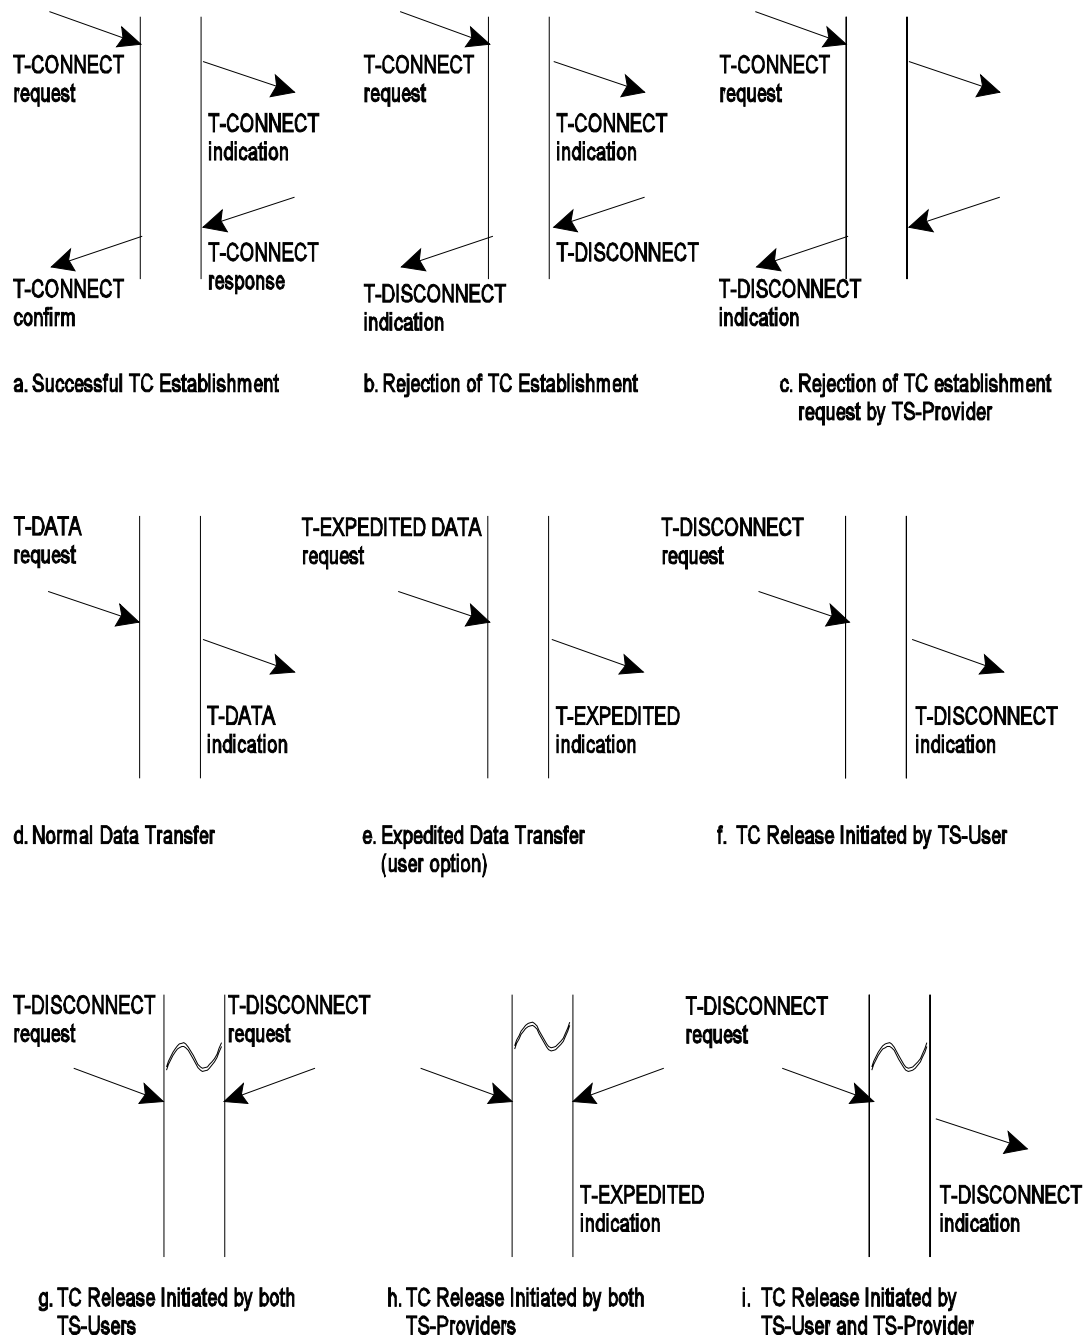 T-CONNECT
request
T-CONNECT
indication
T-CONNECT
response
T-CONNECT
confirm
a. Successful TC Establishment
T-CONNECT
request
T-CONNECT
indication
T-DISCONNECT
T-DISCONNECT
indication
b. Rejection of TC Establishment
T-CONNECT
request
T-DISCONNECT
indication
c. Rejection of TC establishment
request by TS-Provider
T-DATA
request
T-DATA
indication
d. Normal Data Transfer
T-EXPEDITED DATA
request
T-EXPEDITED
indication
e. Expedited Data Transfer
(user option)
T-DISCONNECT
request
T-DISCONNECT
indication
f. TC Release Initiated by TS-User
T-DISCONNECT
request
T-DISCONNECT
request
g. TC Release Initiated by both
TS-Users
T-EXPEDITED
indication
h. TC Release Initiated by both
TS-Providers
T-DISCONNECT
request
T-DISCONNECT
indication
i. TC Release Initiated by
TS-User and TS-Provider